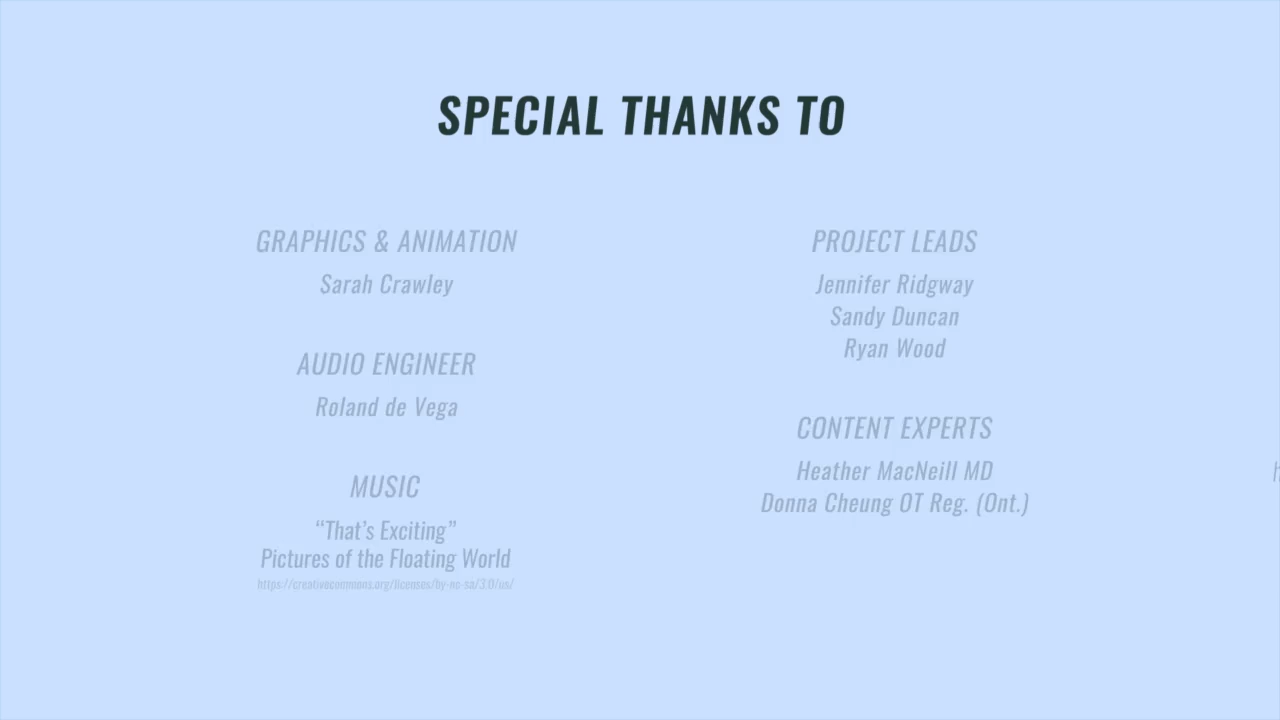 SPECIAL THANKS TO
GRAPHICS & ANIMATION
Sarah Crawley
AUDIO ENGINEER
Roland de Vega
MUSIC
“That’s Exciting”
Pictures of the Floating World
https://creativecommons.org/licenses/by-nc-sa/3.0/us/
PROJECT LEADS
Jennifer Ridgway
Sandy Duncan
Ryan Wood
CONTENT EXPERTS
Heather MacNeill MD
Donna Cheung OT Reg. (Ont.)